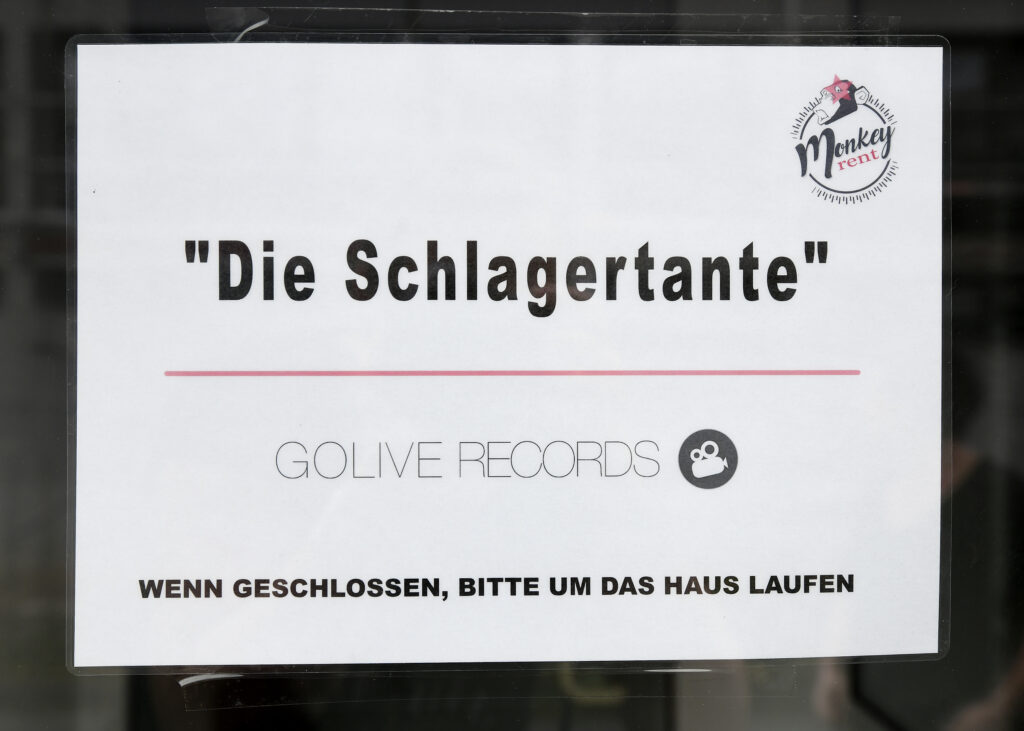 Monkey
rent
"Die Schlagertante"
GOLIVE RECORDS
WENN GESCHLOSSEN, BITTE UM DAS HAUS LAUFEN